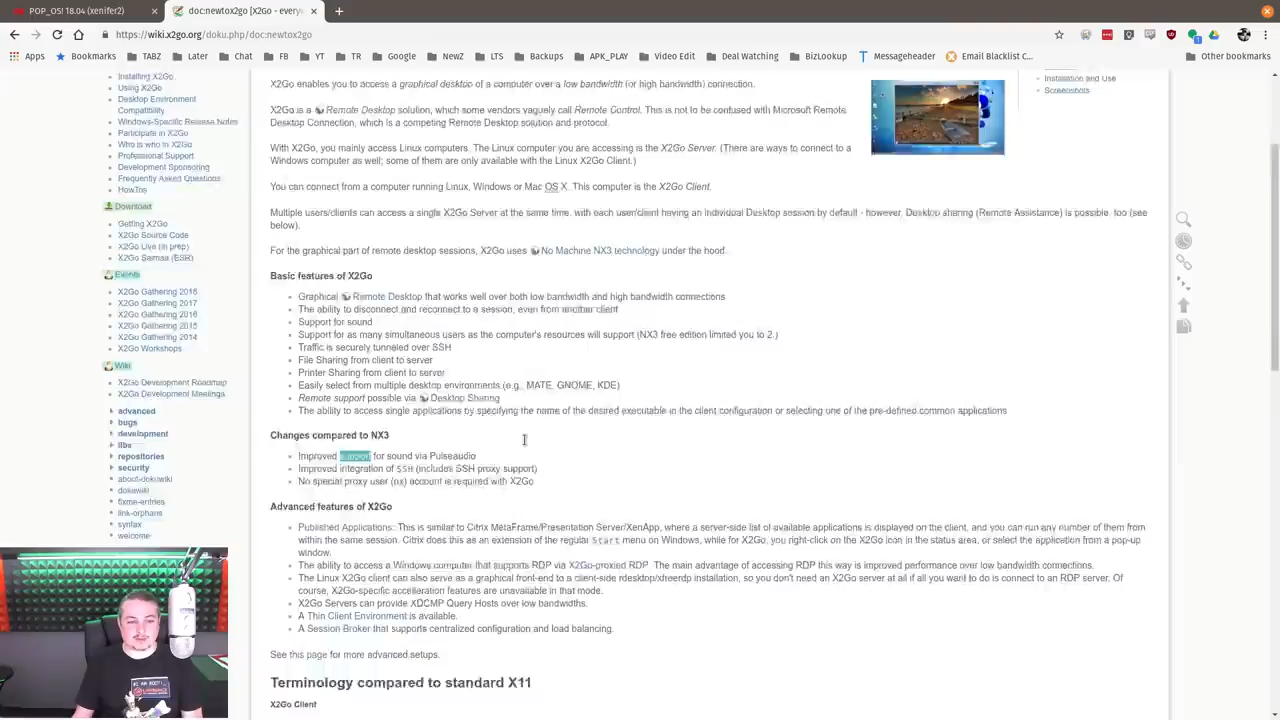 POP_OS! 18.04 (xenifer2)
doc:newtox2go [X2Go - every
https://wiki.x2go.org/doku.php/doc:newtox2go
Apps Bookmarks TABZ Later Chat FB YT TR Google NewZ LTS Backups APK_PLAY Video Edit Deal Watching BizLookup Messageheader Email Blacklist C... Other bookmarks
Installing X2Go
Using X2Go
Desktop Environment
Compatibility
Windows-Specific Release Notes
Participate in X2Go
Who is who in X2Go
Professional Support
Development Sponsoring
Frequently Asked Questions
HowTos
Download
Getting X2Go
X2Go Source Code
X2Go Live (in prep)
X2Go Saimaa (ESR)
Events
X2Go Gathering 2018
X2Go Gathering 2017
X2Go Gathering 2016
X2Go Gathering 2015
X2Go Gathering 2014
X2Go Workshops
Wiki
X2Go Development Roadmap
X2Go Development Meetings
advanced
bugs
development
libs
repositories
security
about-dokuwiki
dokuwiki
fixme-entries
link-orphans
syntax
welcome
X2Go enables you to access a graphical desktop of a computer over a low bandwidth (or high bandwidth) connection.
X2Go is a Remote Desktop solution, which some vendors vaguely call Remote Control. This is not to be confused with Microsoft Remote
Desktop Connection, which is a competing Remote Desktop solution and protocol.
With X2Go, you mainly access Linux computers. The Linux computer you are accessing is the X2Go Server. (There are ways to connect to a
Windows computer as well; some of them are only available with the Linux X2Go Client.)
You can connect from a computer running Linux, Windows or Mac OS X. This computer is the X2Go Client.
Multiple users/clients can access a single X2Go Server at the same time, with each user/client having an individual Desktop session by default - however, Desktop sharing (Remote Assistance) is possible, too (see
below).
For the graphical part of remote desktop sessions, X2Go uses No Machine NX3 technology under the hood.
Basic features of X2Go
Graphical Remote Desktop that works well over both low bandwidth and high bandwidth connections
The ability to disconnect and reconnect to a session, even from another client
Support for sound
Support for as many simultaneous users as the computer's resources will support (NX3 free edition limited you to 2.)
Traffic is securely tunneled over SSH
File Sharing from client to server
Printer Sharing from client to server
Easily select from multiple desktop environments (e.g., MATE, GNOME, KDE)
Remote support possible via Desktop Sharing
The ability to access single applications by specifying the name of the desired executable in the client configuration or selecting one of the pre-defined common applications
Changes compared to NX3
Improved support for sound via Pulseaudio
Improved integration of SSH (includes SSH proxy support)
No special proxy user (nx) account is required with X2Go
Advanced features of X2Go
Published Applications: This is similar to Citrix MetaFrame/Presentation Server/XenApp, where a server-side list of available applications is displayed on the client, and you can run any number of them from
within the same session. Citrix does this as an extension of the regular Start menu on Windows, while for X2Go, you right-click on the X2Go icon in the status area, or select the application from a pop-up
window.
The ability to access a Windows computer that supports RDP via X2Go-proxied RDP. The main advantage of accessing RDP this way is improved performance over low bandwidth connections.
The Linux X2Go client can also serve as a graphical front-end to a client-side rdesktop/xfreerdp installation, so you don't need an X2Go server at all if all you want to do is connect to an RDP server. Of
course, X2Go-specific accelleration features are unavailable in that mode.
X2Go Servers can provide XDCMP Query Hosts over low bandwidths.
A Thin Client Environment is available.
A Session Broker that supports centralized configuration and load balancing.
See this page for more advanced setups.
Terminology compared to standard X11
X2Go Client
Installation and Use
Screenshots